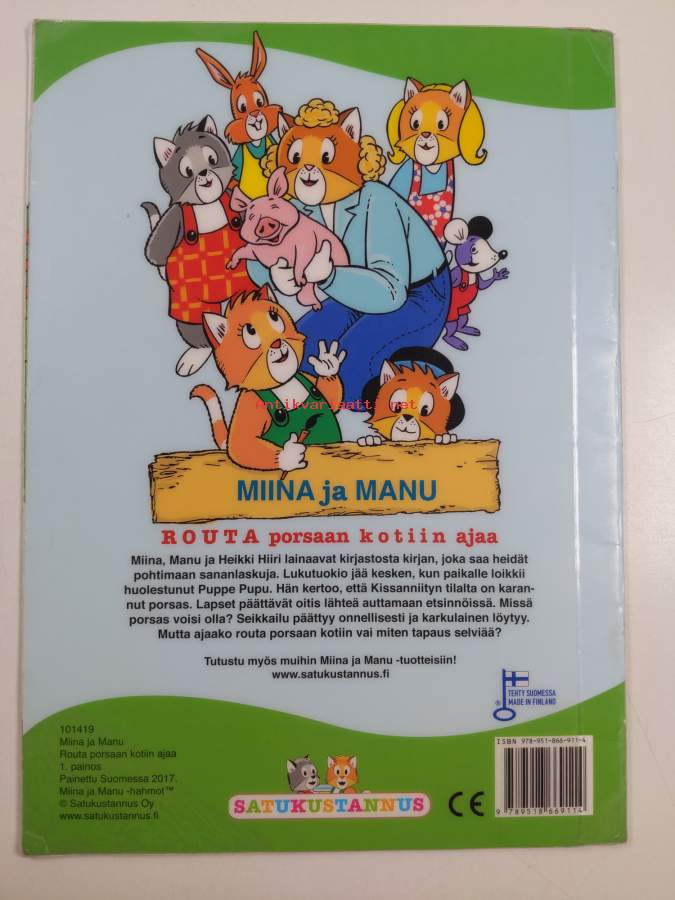 antikvariaatti.net
MIINA ja MANU
ROUTA porsaan kotiin ajaa
Miina, Manu ja Heikki Hiiri lainaavat kirjastosta kirjan, joka saa heidät
pohtimaan sananlaskuja. Lukutuokio jää kesken, kun paikalle loikkii
huolestunut Puppe Pupu. Hän kertoo, että Kissanniityn tilalta on karan-
nut porsas. Lapset päättävät oitis lähteä auttamaan etsinnöissä. Missä
porsas voisi olla? Seikkailu päättyy onnellisesti ja karkulainen löytyy.
Mutta ajaako routa porsaan kotiin vai miten tapaus selviää?
Tutustu myös muihin Miina ja Manu -tuotteisiin!
www.satukustannus.fi
TEHTY SUOMESSA
MADE IN FINLAND
101419
Miina ja Manu
Routa porsaan kotiin ajaa
1. painos
Painettu Suomessa 2017.
Miina ja Manu -hahmot™
© Satukustannus Oy
www.satukustannus.fi
SATUKUSTANNUS
CE
ISBN 978-951-866-911-4
9 789518 669114